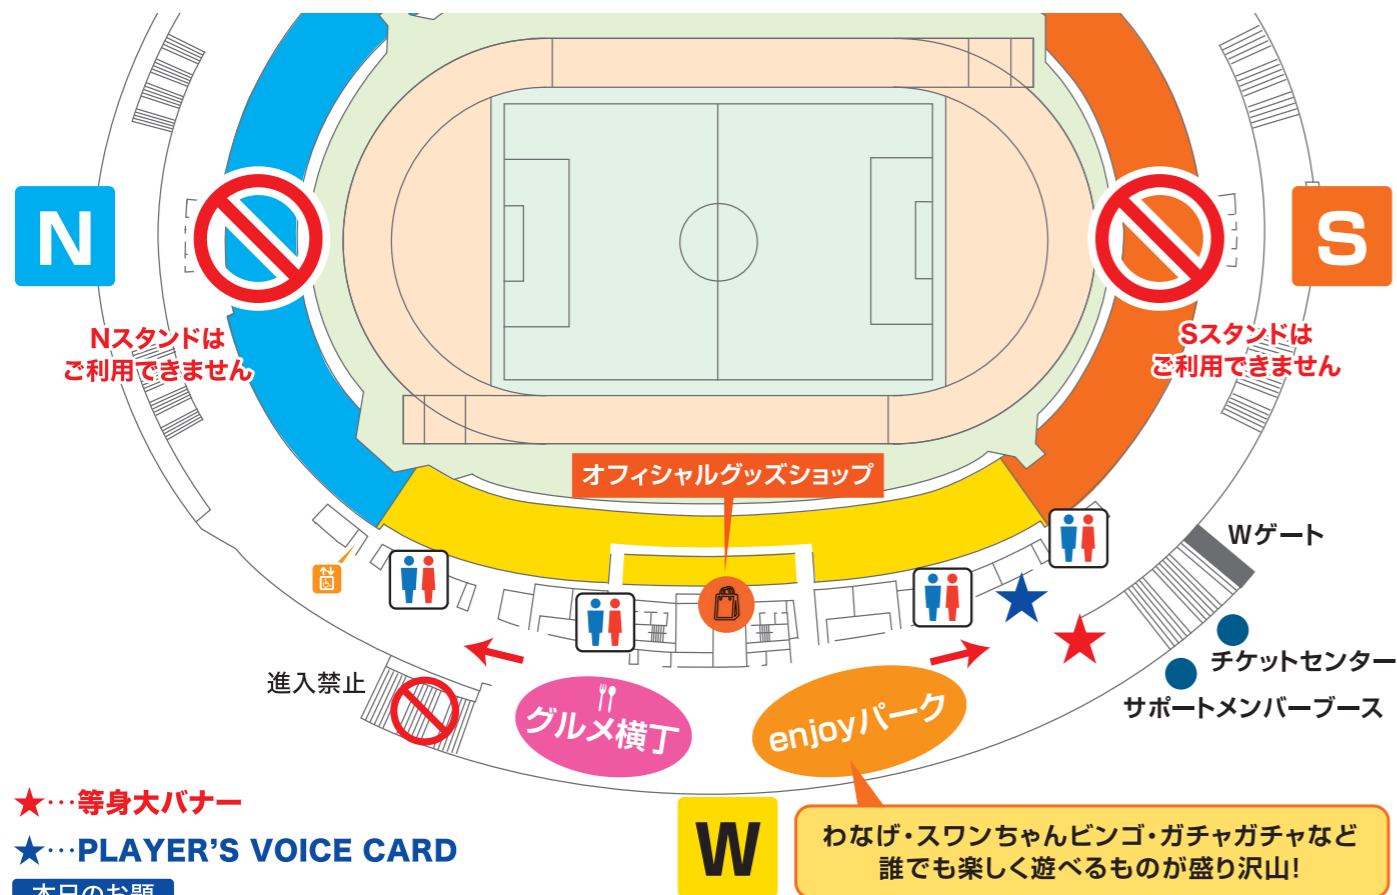 N
Nスタンドは
ご利用できません
S
Sスタンドは
ご利用できません
オフィシャルグッズショップ
Wゲート
チケットセンター
サポートメンバーブース
進入禁止
グルメ横丁
enjoyパーク
★…等身大バナー
★…PLAYER'S VOICE CARD
本日のお題
W
わなげ・スワンちゃんビンゴ・ガチャガチャなど
誰でも楽しく遊べるものが盛り沢山!